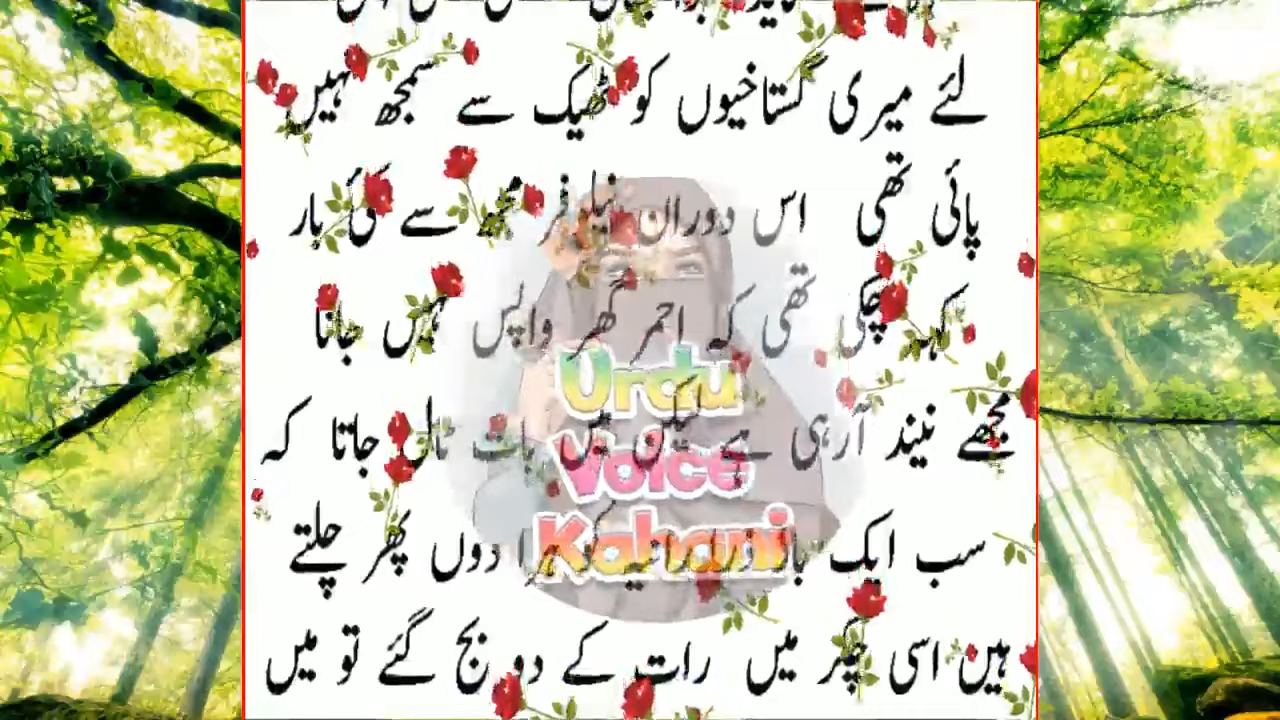 لئے میری گستاخیوں کو ٹھیک سے سمجھ نہیں
پائی تھی اس دوران نیلوفر مجھ سے کئی بار
کہہ چکی تھی کہ احمر گھر واپس نہیں جانا
مجھے نیند آرہی ہے لیکن میں بات ٹال جاتا کہ
سب ایک بار دوں پھر چلتے
ہیں اسی چکر میں رات کے دو بج گئے تو میں
Urdu
Voice
Kahani